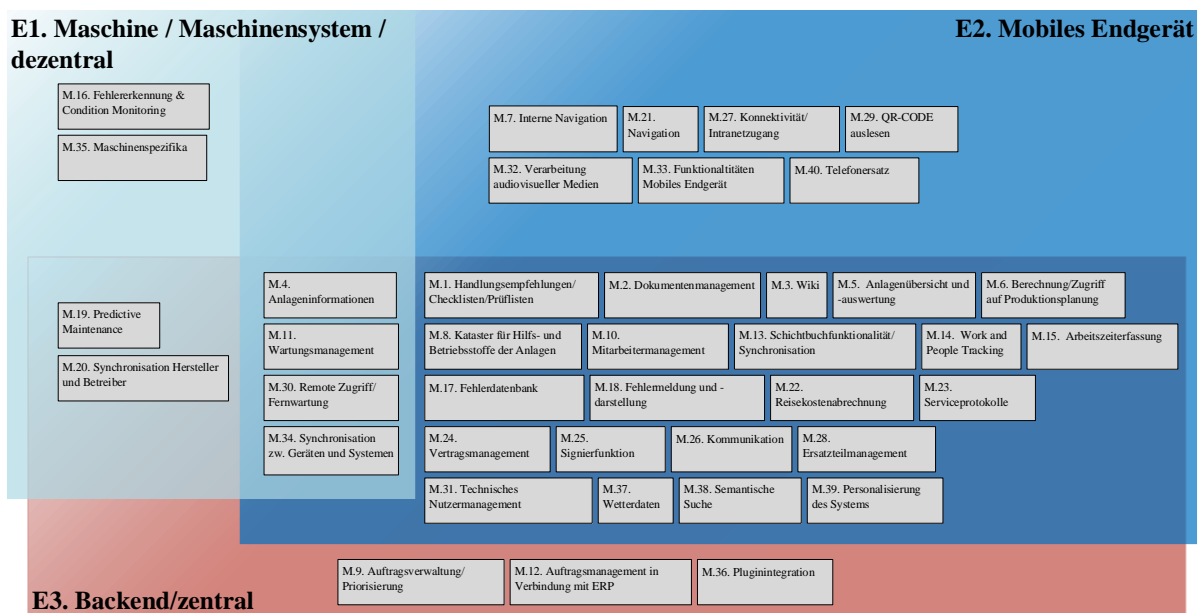 E1. Maschine / Maschinensystem /
dezentral
E2. Mobiles Endgerät
M.16. Fehlererkennung &
Condition Monitoring
M.35. Maschinenspezifika
M.7. Interne Navigation
M.21.
Navigation
M.27. Konnektivität/
Intranetzugang
M.29. QR-CODE
auslesen
M.32. Verarbeitung
audiovisueller Medien
M.33. Funktionaltitäten
Mobiles Endgerät
M.40. Telefonersatz
M.19. Predictive
Maintenance
M.20. Synchronisation Hersteller
und Betreiber
M.4.
Anlageninformationen
M.11.
Wartungsmanagement
M.30. Remote Zugriff/
Fernwartung
M.34. Synchronisation
zw. Geräten und Systemen
M.1. Handlungsempfehlungen/
Checklisten/Prüflisten
M.2. Dokumentenmanagement
M.3. Wiki
M.5. Anlagenübersicht und
-auswertung
M.6. Berechnung/Zugriff
auf Produktionsplanung
M.8. Kataster für Hilfs- und
Betriebsstoffe der Anlagen
M.10.
Mitarbeitermanagement
M.13. Schichtbuchfunktionalität/
Synchronisation
M.14. Work and
People Tracking
M.15. Arbeitszeiterfassung
M.17. Fehlerdatenbank
M.18. Fehlermeldung und -
darstellung
M.22.
Reisekostenabrechnung
M.23.
Serviceprotokolle
M.24.
Vertragsmanagement
M.25.
Signierfunktion
M.26. Kommunikation
M.28.
Ersatzteilmanagement
M.31. Technisches
Nutzermanagement
M.37.
Wetterdaten
M.38. Semantische
Suche
M.39. Personalisierung
des Systems
M.9. Auftragsverwaltung/
Priorisierung
M.12. Auftragsmanagement in
Verbindung mit ERP
M.36. Pluginintegration
E3. Backend/zentral